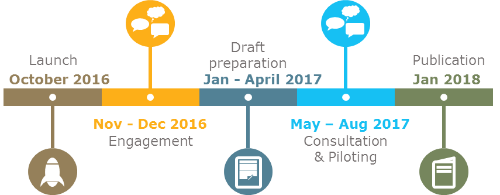 Launch
October 2016
Nov - Dec 2016
Engagement
Draft
preparation
Jan - April 2017
May – Aug 2017
Consultation
& Piloting
Publication
Jan 2018